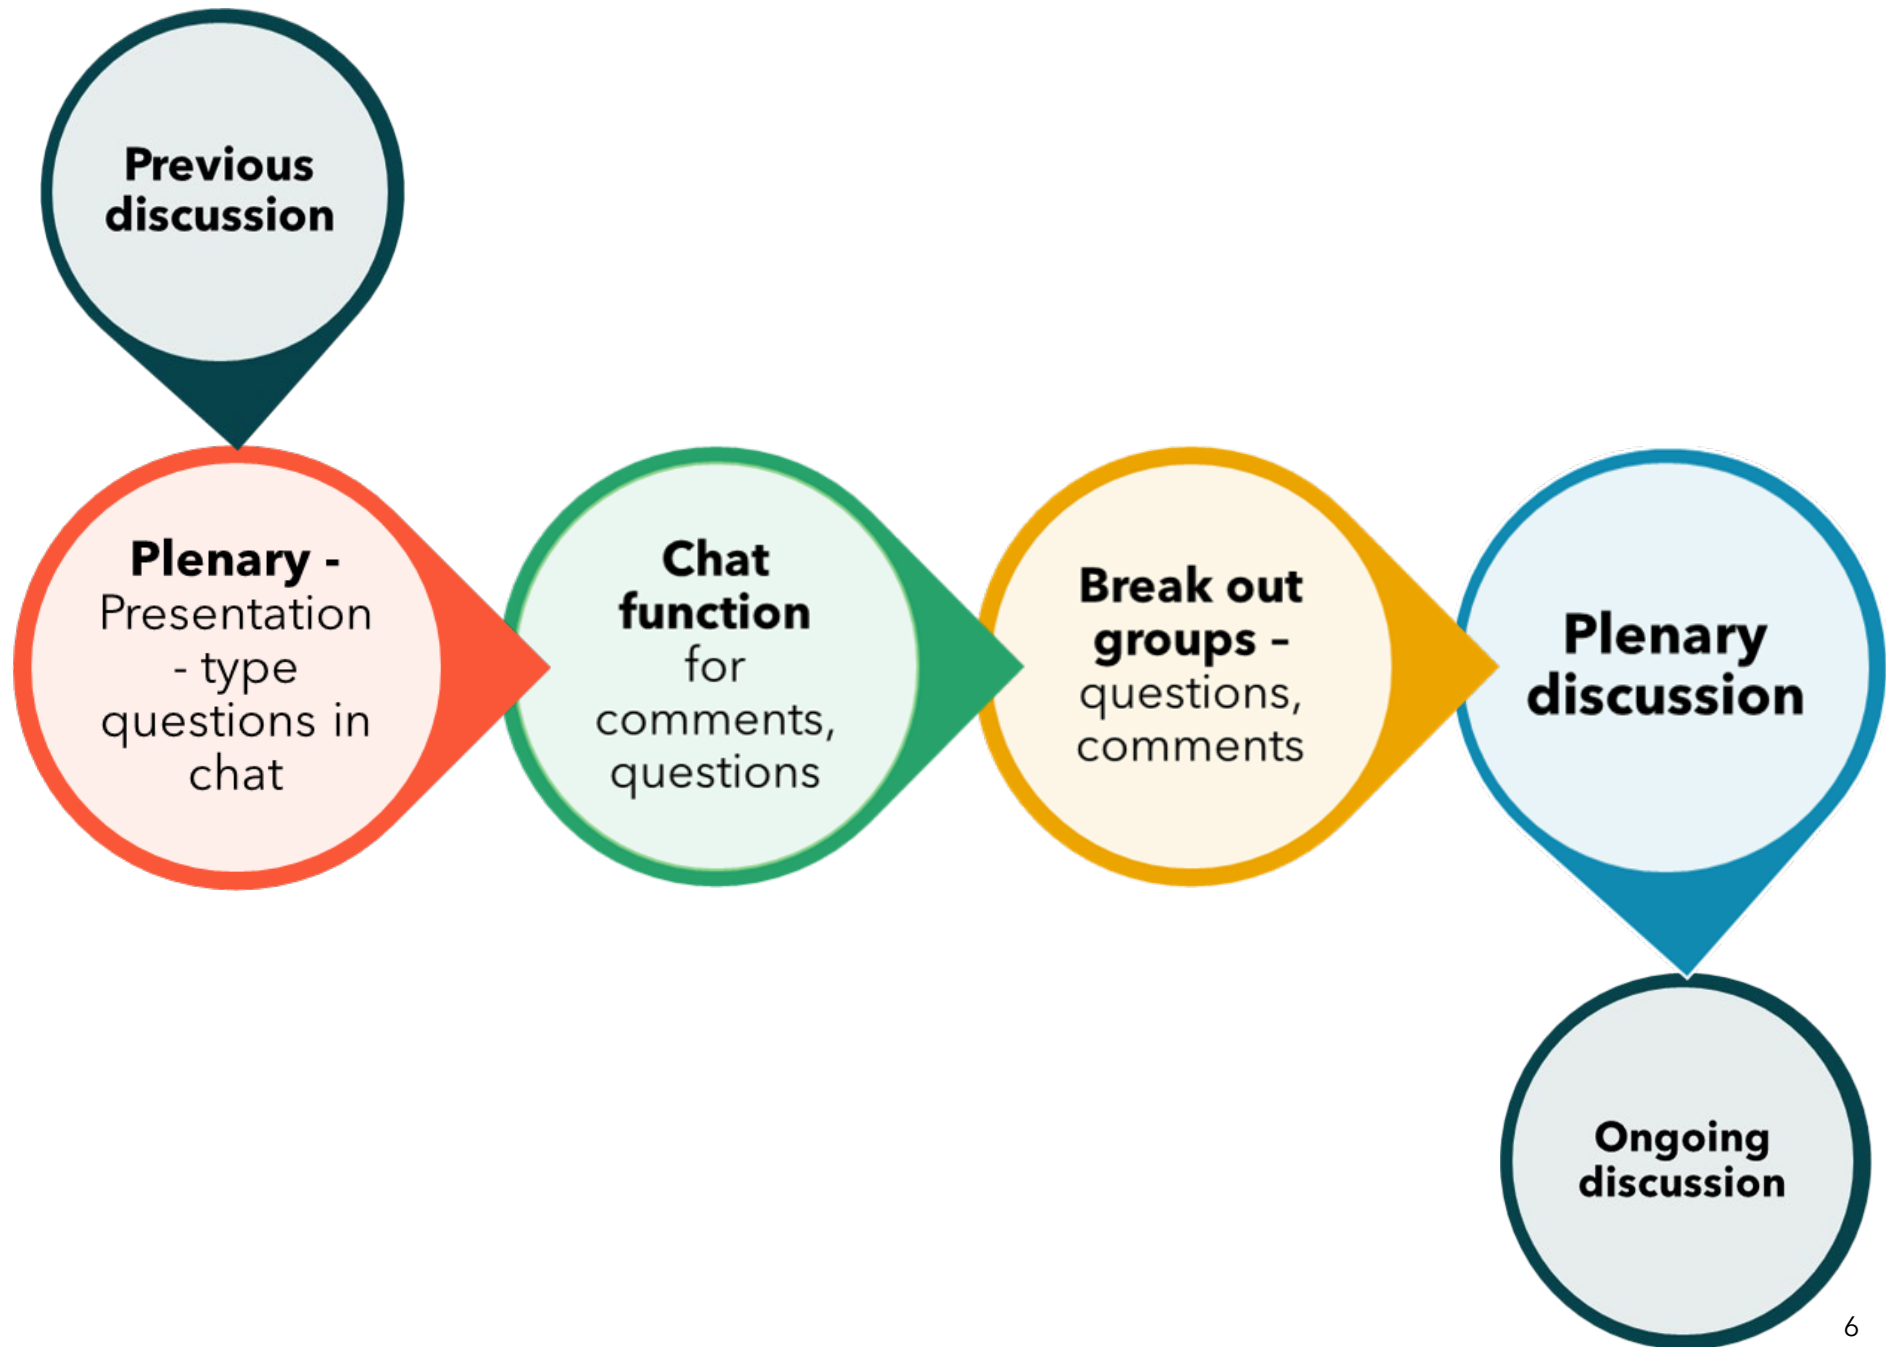 Previous
discussion
Plenary -
Presentation
- type
questions in
chat
Chat
function
for
comments,
questions
Break out
groups –
questions,
comments
Plenary
discussion
Ongoing
discussion
6